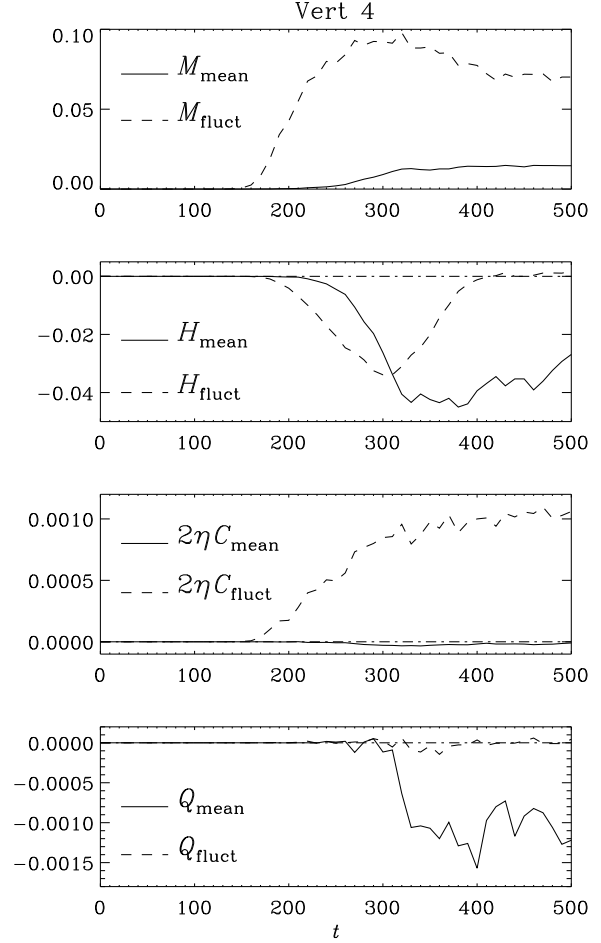 Vert 4
0.10
M_mean
M_fluct
0.05
0.00
0 100 200 300 400 500
0.00
−0.02
H_mean
−0.04
H_fluct
0 100 200 300 400 500
0.0010
2ηC_mean
0.0005
2ηC_fluct
0.0000
0 100 200 300 400 500
0.0000
−0.0005
Q_mean
−0.0010
Q_fluct
−0.0015
0 100 200 300 400 500
t